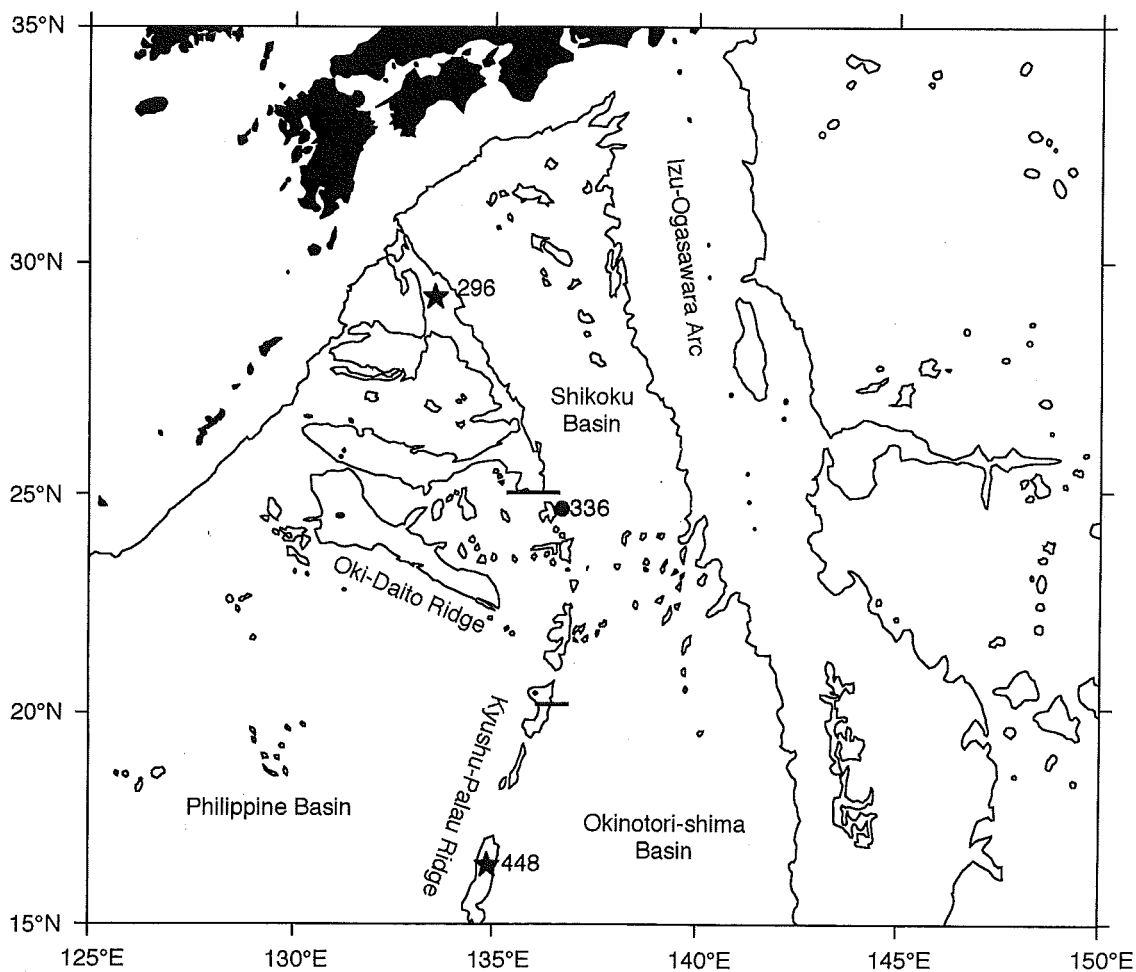 35°N
30°N
25°N
20°N
15°N
125°E
130°E
135°E
140°E
145°E
150°E
296
Izu-Ogasawara Arc
Shikoku
Basin
336
Oki-Daito Ridge
Kyushu-Palau Ridge
Philippine Basin
Okinotori-shima
Basin
448